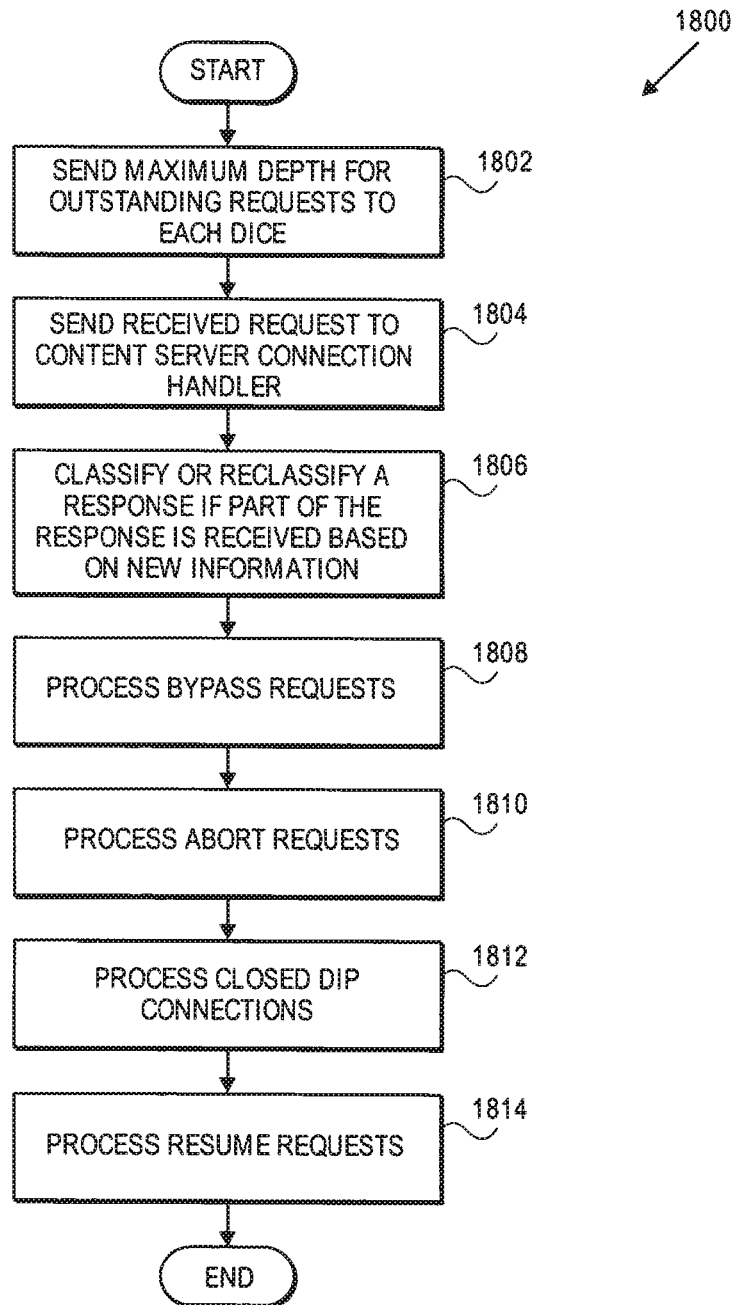 1800
START
SEND MAXIMUM DEPTH FOR
OUTSTANDING REQUESTS TO
EACH DICE
1802
SEND RECEIVED REQUEST TO
CONTENT SERVER CONNECTION
HANDLER
1804
CLASSIFY OR RECLASSIFY A
RESPONSE IF PART OF THE
RESPONSE IS RECEIVED BASED
ON NEW INFORMATION
1806
PROCESS BYPASS REQUESTS
1808
PROCESS ABORT REQUESTS
1810
PROCESS CLOSED DIP
CONNECTIONS
1812
PROCESS RESUME REQUESTS
1814
END